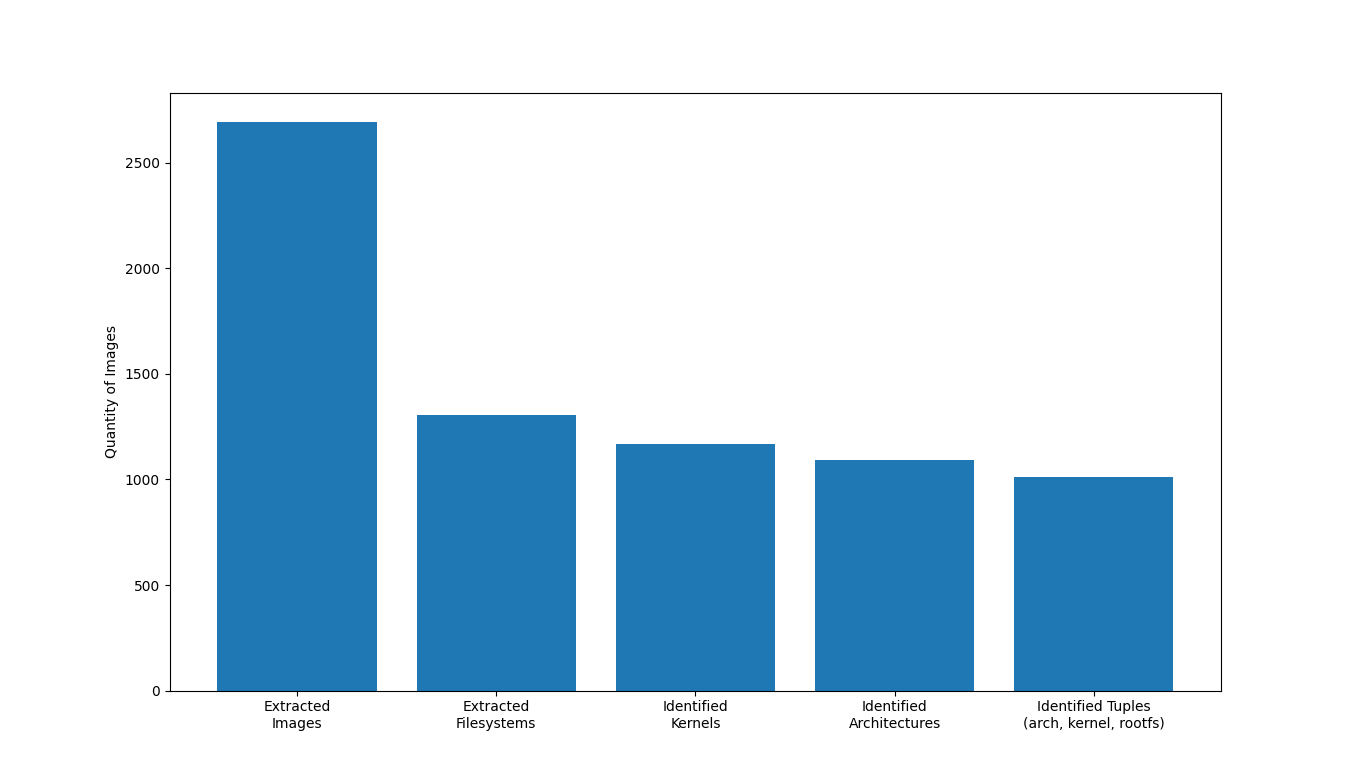 2500
2000
1500
1000
500
0
Quantity of Images
Extracted
Images
Extracted
Filesystems
Identified
Kernels
Identified
Architectures
Identified Tuples
(arch, kernel, rootfs)